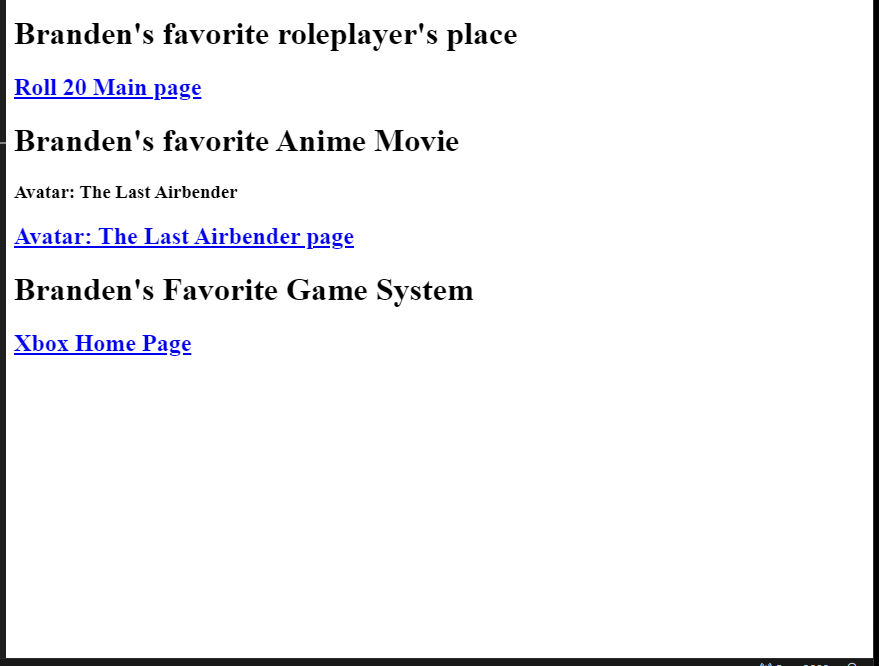 Branden's favorite roleplayer's place
Roll 20 Main page
Branden's favorite Anime Movie
Avatar: The Last Airbender
Avatar: The Last Airbender page
Branden's Favorite Game System
Xbox Home Page